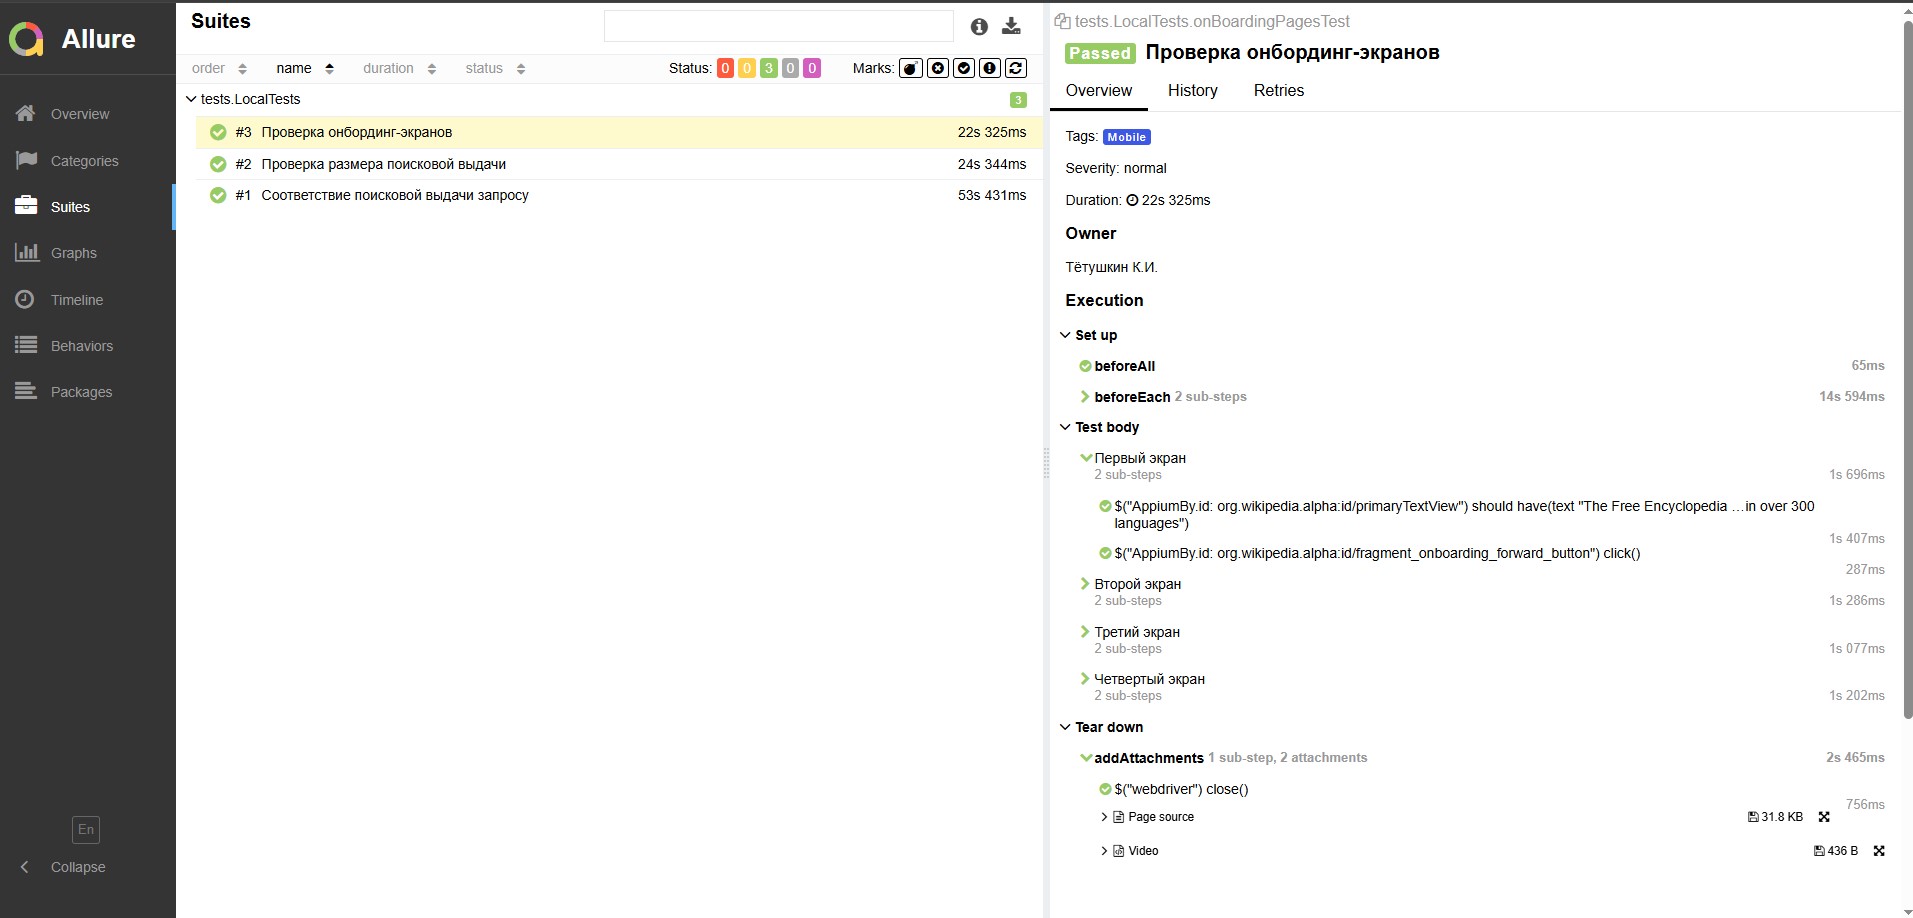 Allure
Overview
Categories
Suites
Graphs
Timeline
Behaviors
Packages
En
Collapse
Suites
order name duration status Status: 0 0 3 0 0 Marks:
tests.LocalTests 3
#3 Проверка онбординг-экранов 22s 325ms
#2 Проверка размера поисковой выдачи 24s 344ms
#1 Соответствие поисковой выдачи запросу 53s 431ms
tests.LocalTests.onBoardingPagesTest
Passed Проверка онбординг-экранов
Overview History Retries
Tags: Mobile
Severity: normal
Duration: 22s 325ms
Owner
Тётушкин К.И.
Execution
Set up
beforeAll 65ms
beforeEach 2 sub-steps 14s 594ms
Test body
Первый экран
2 sub-steps 1s 696ms
$("AppiumBy.id: org.wikipedia.alpha:id/primaryTextView") should have(text "The Free Encyclopedia …in over 300
languages")
1s 407ms
$("AppiumBy.id: org.wikipedia.alpha:id/fragment_onboarding_forward_button") click()
287ms
Второй экран
2 sub-steps 1s 286ms
Третий экран
2 sub-steps 1s 077ms
Четвертый экран
2 sub-steps 1s 202ms
Tear down
addAttachments 1 sub-step, 2 attachments 2s 465ms
$("webdriver") close()
756ms
Page source 31.8 KB
Video 436 B